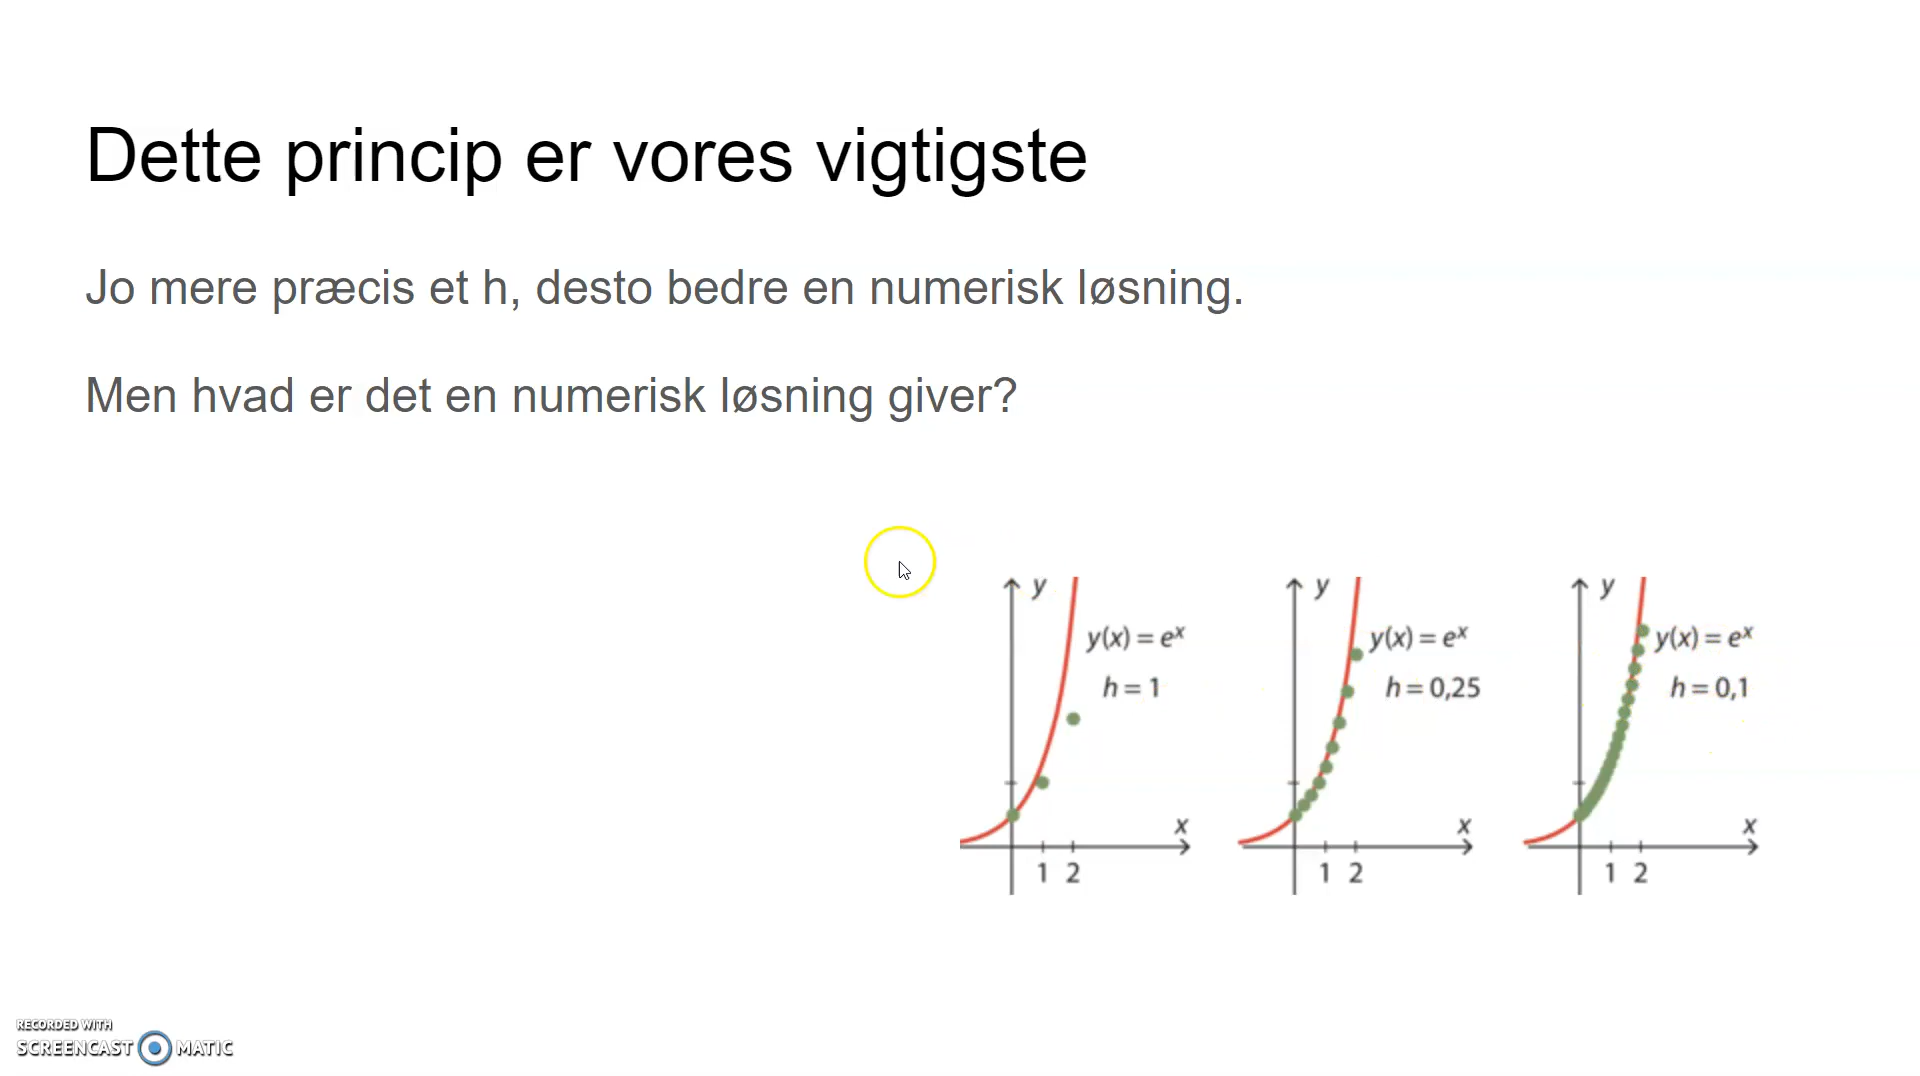 Dette princip er vores vigtigste
Jo mere præcis et h, desto bedre en numerisk løsning.
Men hvad er det en numerisk løsning giver?
y
y(x) = eˣ
h = 1
x
1 2
y
y(x) = eˣ
h = 0,25
x
1 2
y
y(x) = eˣ
h = 0,1
x
1 2
RECORDED WITH
SCREENCAST MATIC